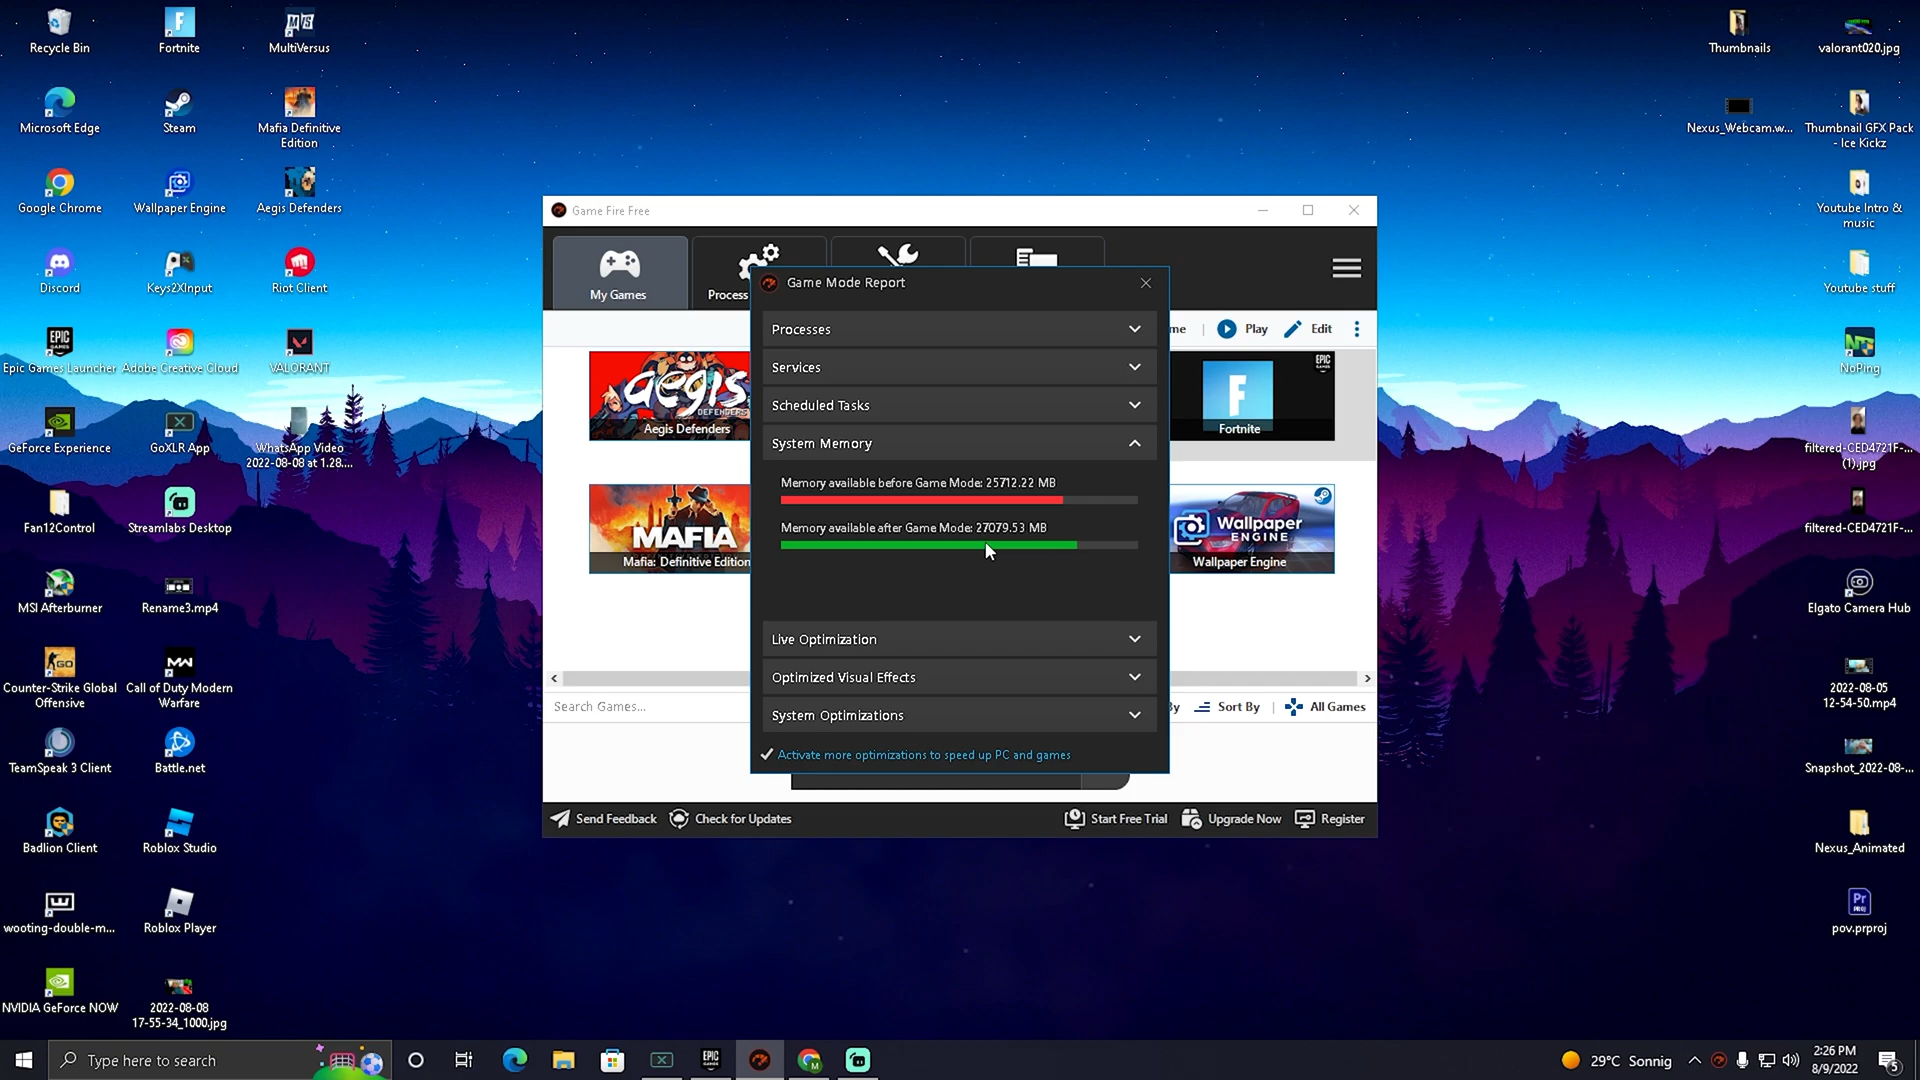 Recycle Bin
Fortnite
MultiVersus
Microsoft Edge
Steam
Mafia Definitive
Edition
Google Chrome
Wallpaper Engine
Aegis Defenders
Discord
Keys2XInput
Riot Client
Epic Games Launcher
Adobe Creative Cloud
VALORANT
GeForce Experience
GoXLR App
WhatsApp Video
2022-08-08 at 1.28....
Fan12Control
Streamlabs Desktop
MSI Afterburner
Rename3.mp4
Counter-Strike Global
Offensive
Call of Duty Modern
Warfare
TeamSpeak 3 Client
Battle.net
Badlion Client
Roblox Studio
wooting-double-m...
Roblox Player
NVIDIA GeForce NOW
2022-08-08
17-55-34_1000.jpg
Game Fire Free
My Games
Process
me
Play
Edit
Game Mode Report
Processes
Services
Scheduled Tasks
System Memory
Memory available before Game Mode: 25712.22 MB
Memory available after Game Mode: 27079.53 MB
Live Optimization
Optimized Visual Effects
System Optimizations
Activate more optimizations to speed up PC and games
aegis
DEFENDERS
Aegis Defenders
EPIC
GAMES
Fortnite
MAFIA
Mafia: Definitive Edition
Wallpaper
ENGINE
Wallpaper Engine
Search Games...
By
Sort By
All Games
Send Feedback
Check for Updates
Start Free Trial
Upgrade Now
Register
Thumbnails
valorant020.jpg
Nexus_Webcam.w...
Thumbnail GFX Pack
- Ice Kickz
Youtube Intro &
music
Youtube stuff
NoPing
filtered-CED4721F-...
(1).jpg
filtered-CED4721F-...
Elgato Camera Hub
2022-08-05
12-54-50.mp4
Snapshot_2022-08-...
Nexus_Animated
pov.prproj
Type here to search
29°C Sonnig
2:26 PM
8/9/2022
5